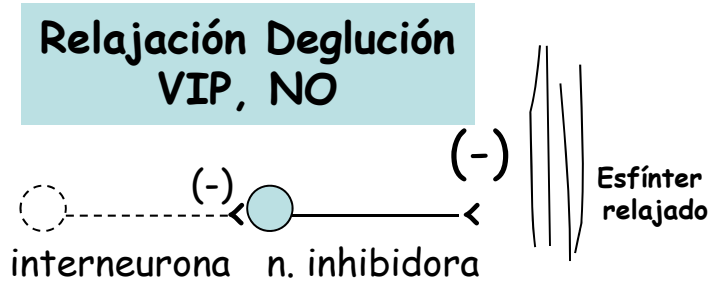 Relajación Deglución
VIP, NO
(-)
(-)
Esfínter
relajado
interneurona n. inhibidora